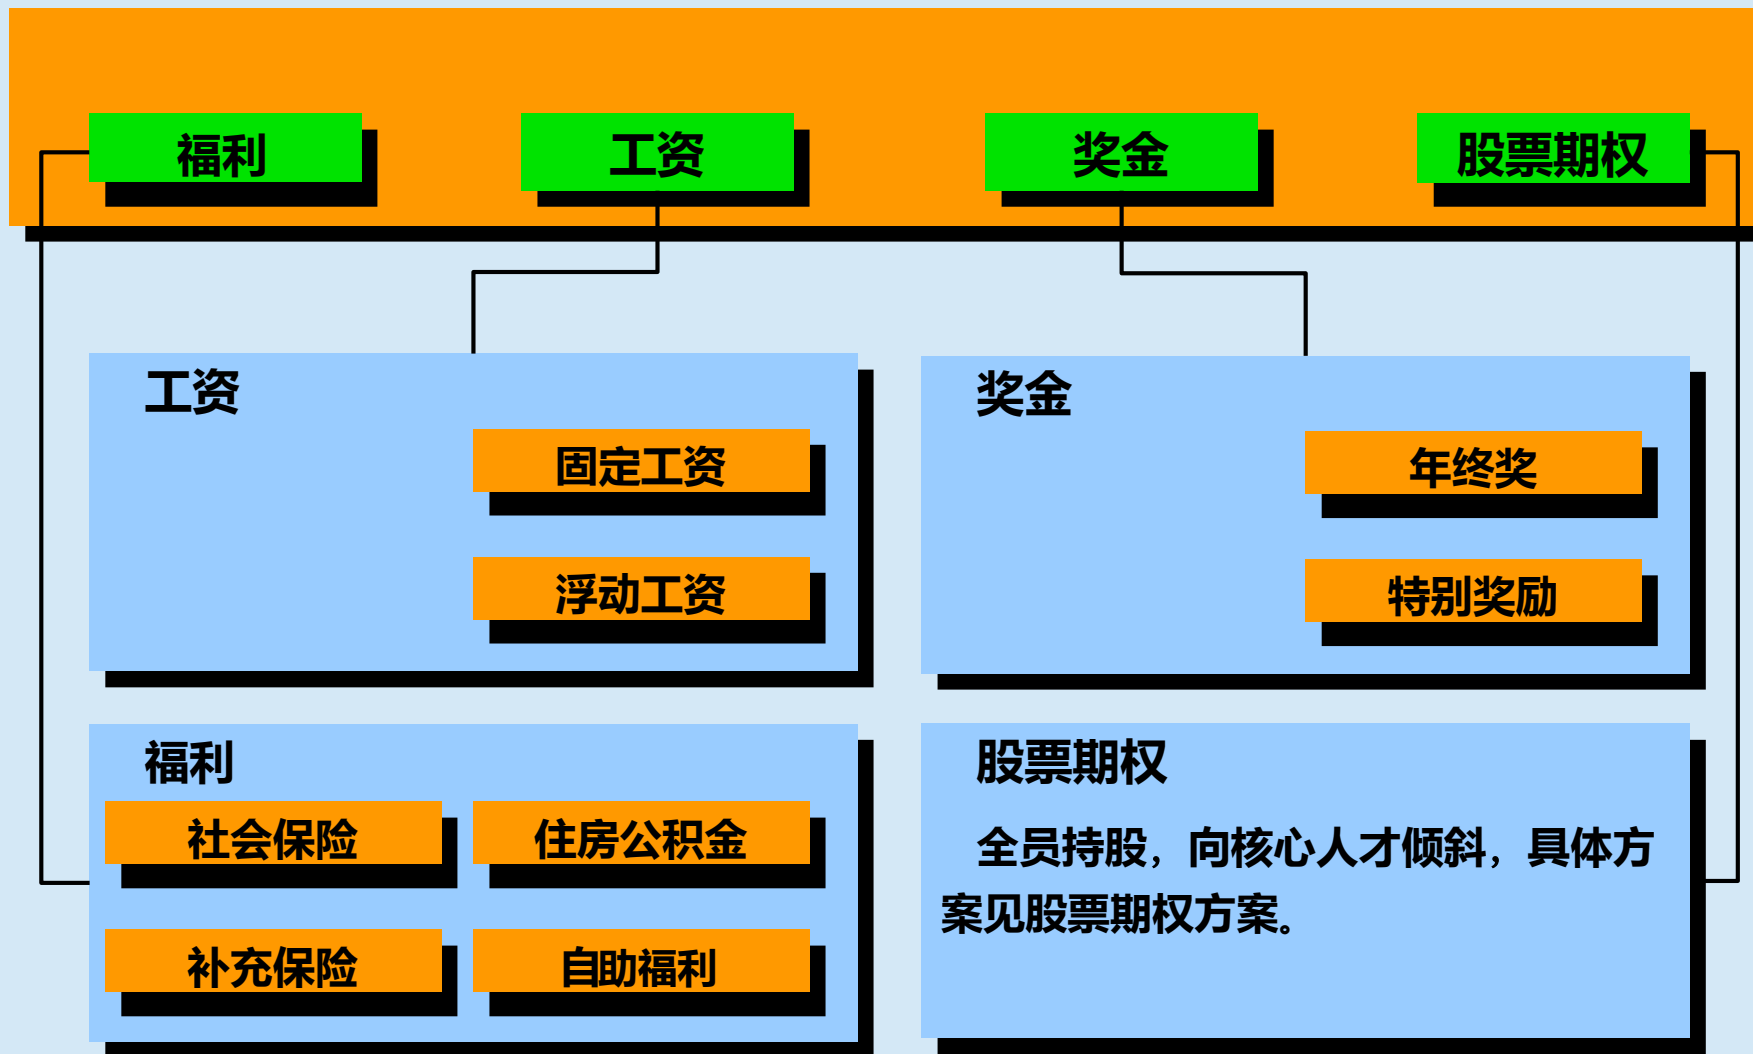 福利
工资
奖金
股票期权
工资
固定工资
浮动工资
奖金
年终奖
特别奖励
福利
社会保险
住房公积金
补充保险
自助福利
股票期权
全员持股，向核心人才倾斜，具体方
案见股票期权方案。